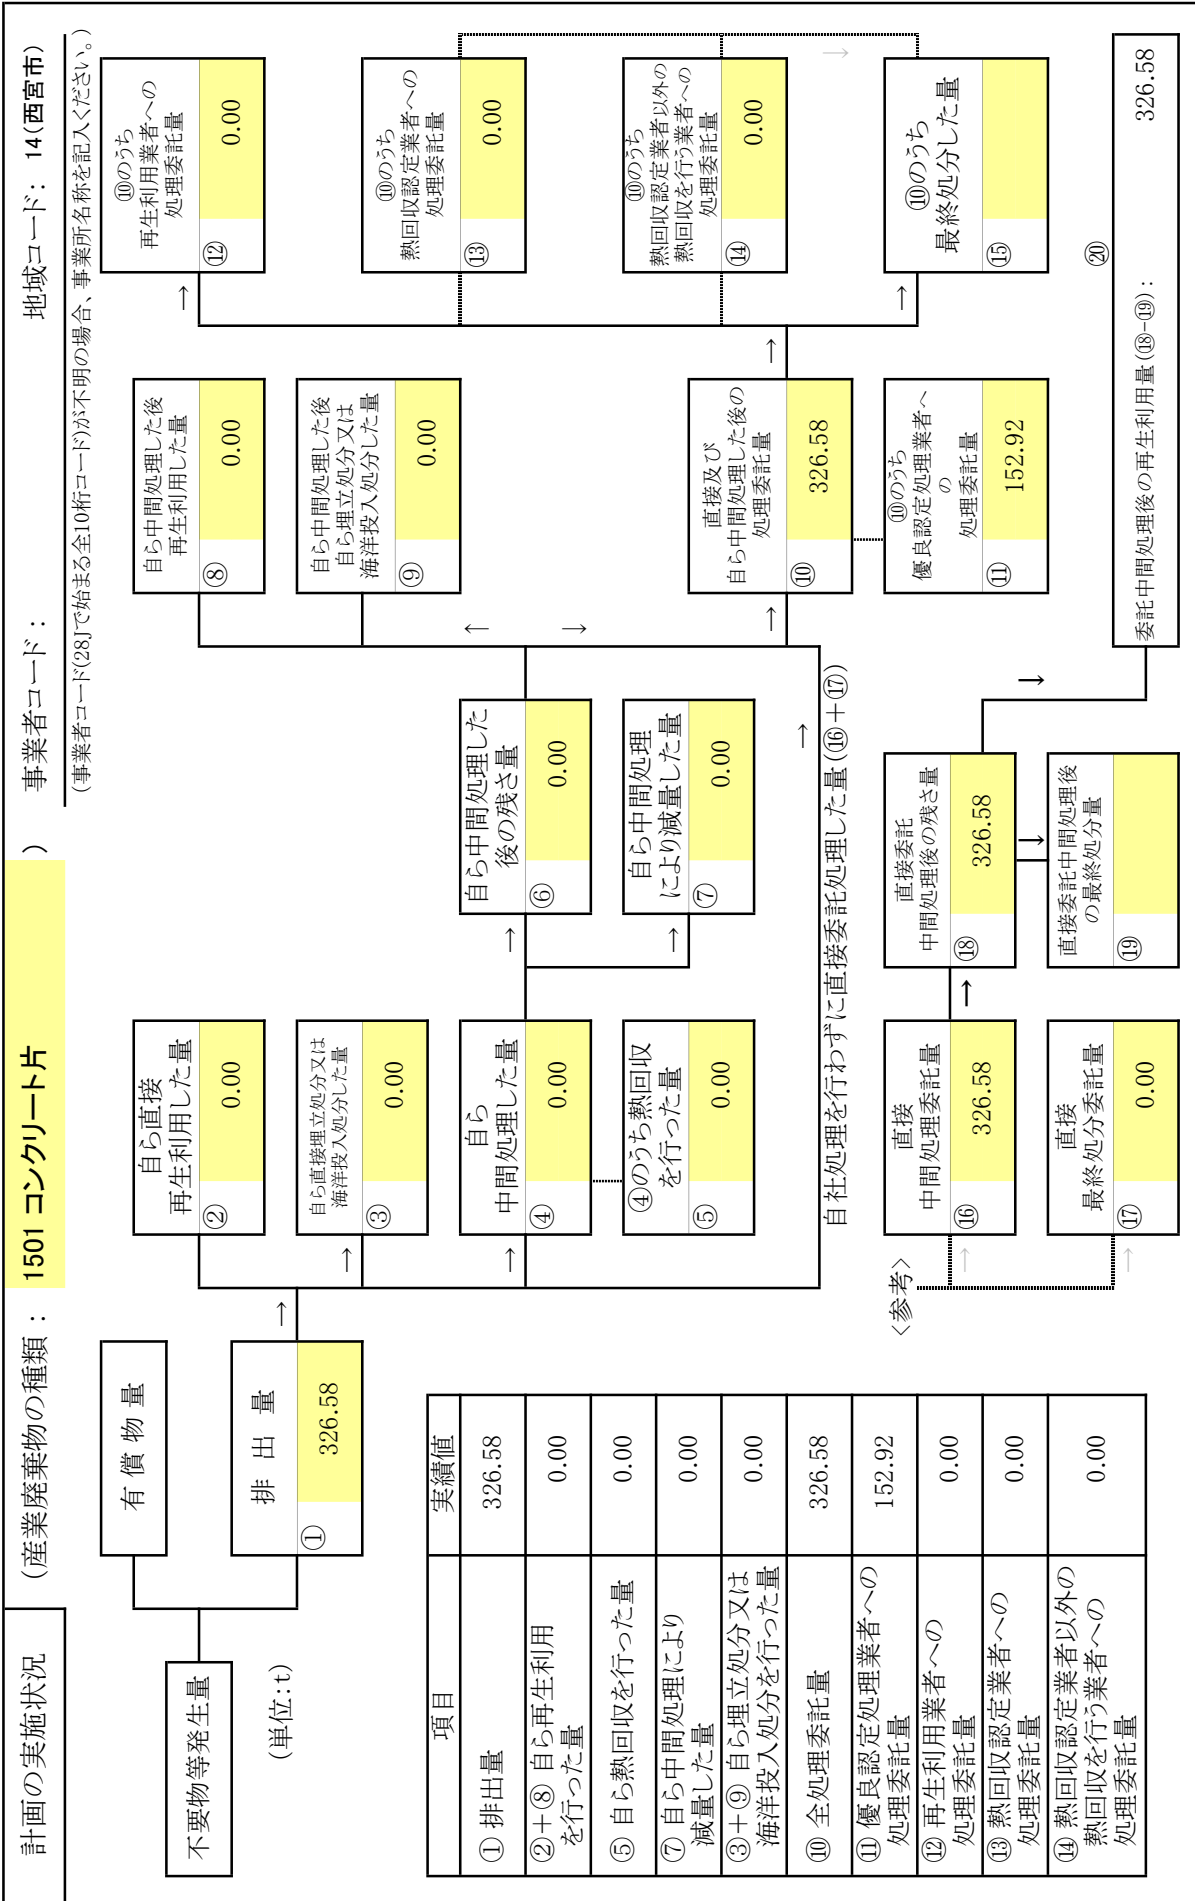 計画の実施状況
(産業廃棄物の種類 : 1501 コンクリート片 )
事業者コード :
地域コード : 14(西宮市)
(事業者コード(28]で始まる全10桁コード)が不明の場合、事業所名称を記入ください。)
不要物等発生量
(単位:t)
有 償 物 量
排 出 量
① 326.58
→
自ら直接
再生利用した量
② 0.00
→
自ら直接埋立処分又は
海洋投入処分した量
③ 0.00
→
自ら
中間処理した量
④ 0.00
④のうち熱回収
を行った量
⑤ 0.00
→
自ら中間処理した
後の残さ量
⑥ 0.00
→
自ら中間処理
により減量した量
⑦ 0.00
自ら中間処理した後
再生利用した量
⑧ 0.00
自ら中間処理した後
自ら埋立処分又は
海洋投入処分した量
⑨ 0.00
←
→
→
→
自社処理を行わずに直接委託処理した量(⑯+⑰)
直接及び
自ら中間処理した後の
処理委託量
⑩ 326.58
⑩のうち
優良認定処理業者へ
の
処理委託量
⑪ 152.92
→
→
⑩のうち
再生利用業者への
処理委託量
⑫ 0.00
⑩のうち
熱回収認定業者への
処理委託量
⑬ 0.00
⑩のうち
熱回収認定業者以外の
熱回収を行う業者への
処理委託量
⑭ 0.00
→
→
⑩のうち
最終処分した量
⑮
<参考>
→
直接
中間処理委託量
⑯ 326.58
→
直接
最終処分委託量
⑰ 0.00
→
直接委託
中間処理後の残さ量
⑱ 326.58
→
直接委託中間処理後
の最終処分量
⑲
→
⑳
委託中間処理後の再生利用量(⑱-⑲) : 326.58
項目 実績値
① 排出量 326.58
②+⑧ 自ら再生利用
を行った量 0.00
⑤ 自ら熱回収を行った量 0.00
⑦ 自ら中間処理により
減量した量 0.00
③+⑨ 自ら埋立処分又は
海洋投入処分を行った量 0.00
⑩ 全処理委託量 326.58
⑪ 優良認定処理業者への
処理委託量 152.92
⑫ 再生利用業者への
処理委託量 0.00
⑬ 熱回収認定業者への
処理委託量 0.00
⑭ 熱回収認定業者以外の
熱回収を行う業者への
処理委託量 0.00